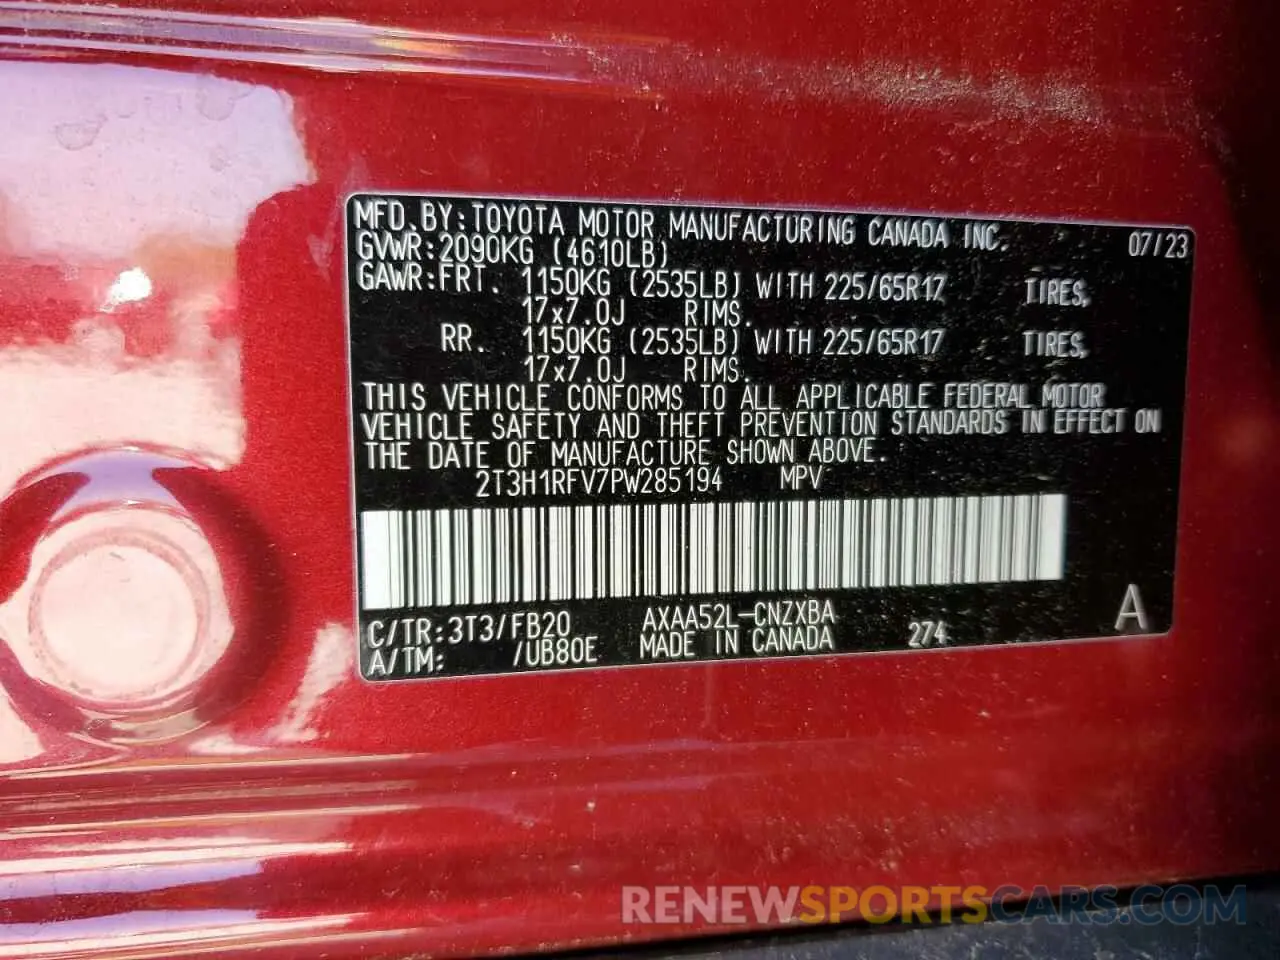 MFD.BY:TOYOTA MOTOR MANUFACTURING CANADA INC. 07/23
GVWR:2090KG (4610LB)
GAWR:FRT. 1150KG (2535LB) WITH 225/65R17 TIRES,
17x7.0J RIMS.
RR. 1150KG (2535LB) WITH 225/65R17 TIRES,
17x7.0J RIMS.
THIS VEHICLE CONFORMS TO ALL APPLICABLE FEDERAL MOTOR
VEHICLE SAFETY AND THEFT PREVENTION STANDARDS IN EFFECT ON
THE DATE OF MANUFACTURE SHOWN ABOVE.
2T3H1RFV7PW285194 MPV
C/TR:3T3/FB20 AXAA52L-CNZXBA A
A/TM: /UB80E MADE IN CANADA 274
RENEWSPORTSCARS.COM